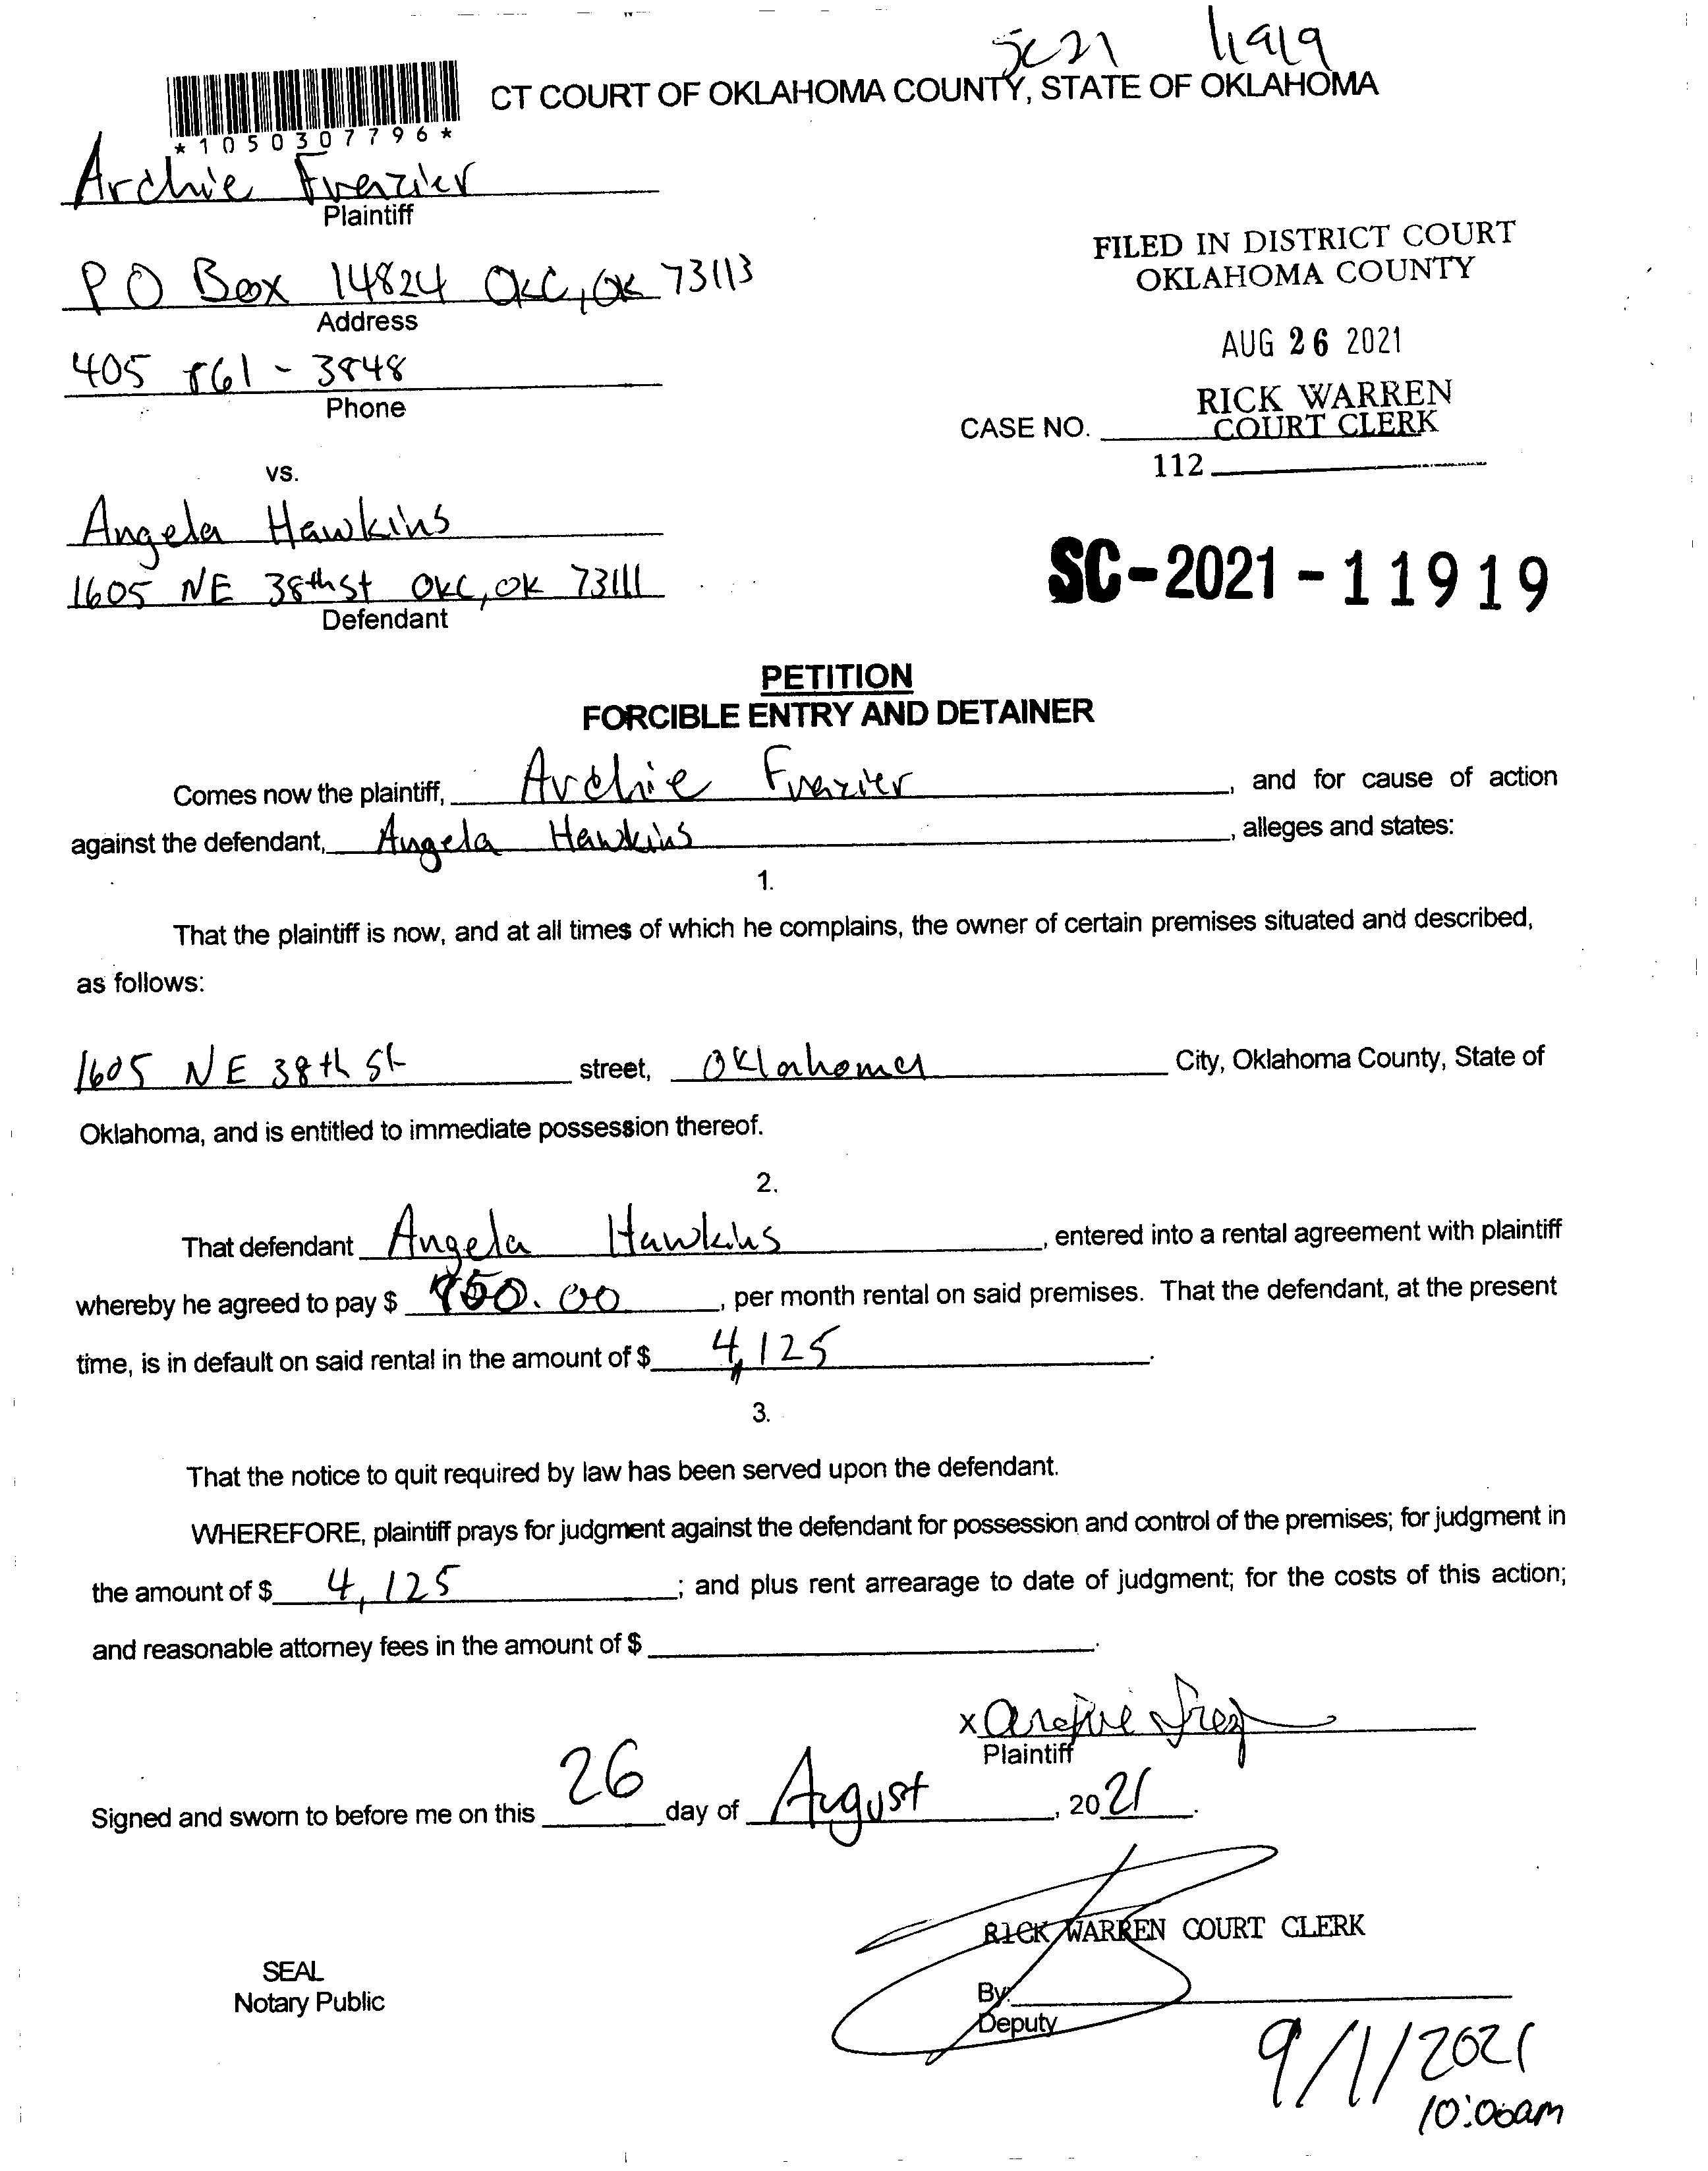 SC21 11919
CT COURT OF OKLAHOMA COUNTY, STATE OF OKLAHOMA
*1050307796*
Archie Frazier
Plaintiff
PO Box 14824 OKC, OK 73113
Address
405 861-3848
Phone
vs.
Angela Hawkins
1605 NE 38th St OKC, OK 73111
Defendant
FILED IN DISTRICT COURT
OKLAHOMA COUNTY
AUG 26 2021
RICK WARREN
CASE NO. COURT CLERK
112
SC-2021-11919
PETITION
FORCIBLE ENTRY AND DETAINER
Comes now the plaintiff, Archie Frazier, and for cause of action
against the defendant, Angela Hawkins, alleges and states:
1.
That the plaintiff is now, and at all times of which he complains, the owner of certain premises situated and described,
as follows:
1605 NE 38th St street, Oklahoma City, Oklahoma County, State of
Oklahoma, and is entitled to immediate possession thereof.
2.
That defendant Angela Hawkins, entered into a rental agreement with plaintiff
whereby he agreed to pay $ , per month rental on said premises. That the defendant, at the present
time, is in default on said rental in the amount of $ 4,125.
3.
That the notice to quit required by law has been served upon the defendant.
WHEREFORE, plaintiff prays for judgment against the defendant for possession and control of the premises; for judgment in
the amount of $ 4,125; and plus rent arrearage to date of judgment; for the costs of this action;
and reasonable attorney fees in the amount of $ .
x Archie
Plaintiff
Signed and sworn to before me on this 26 day of August, 2021.
RICK WARREN COURT CLERK
SEAL
Notary Public
By:
Deputy
9/1/2021
10:00am